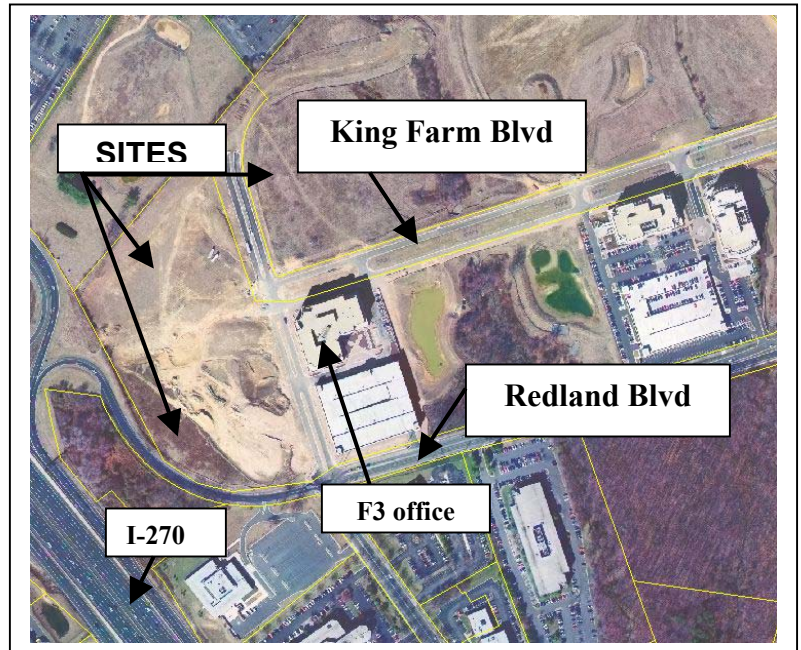 SITES
King Farm Blvd
Redland Blvd
F3 office
I-270